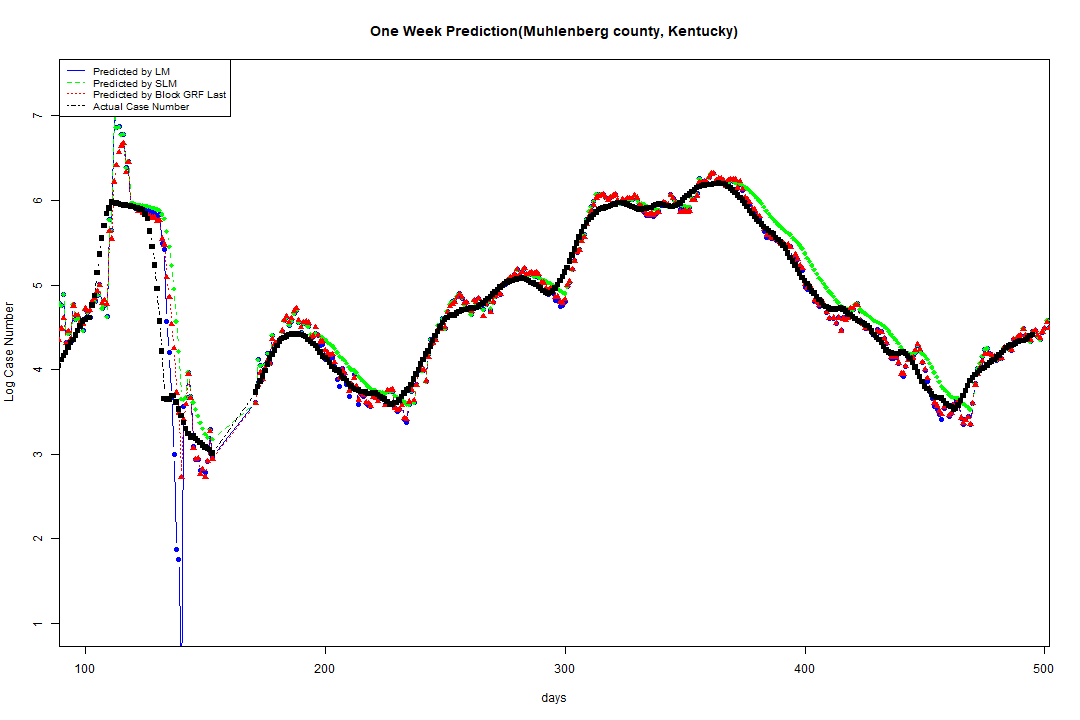 One Week Prediction(Muhlenberg county, Kentucky)
Predicted by LM
Predicted by SLM
Predicted by Block GRF Last
Actual Case Number
7
6
5
4
3
2
1
Log Case Number
100 200 300 400 500
days